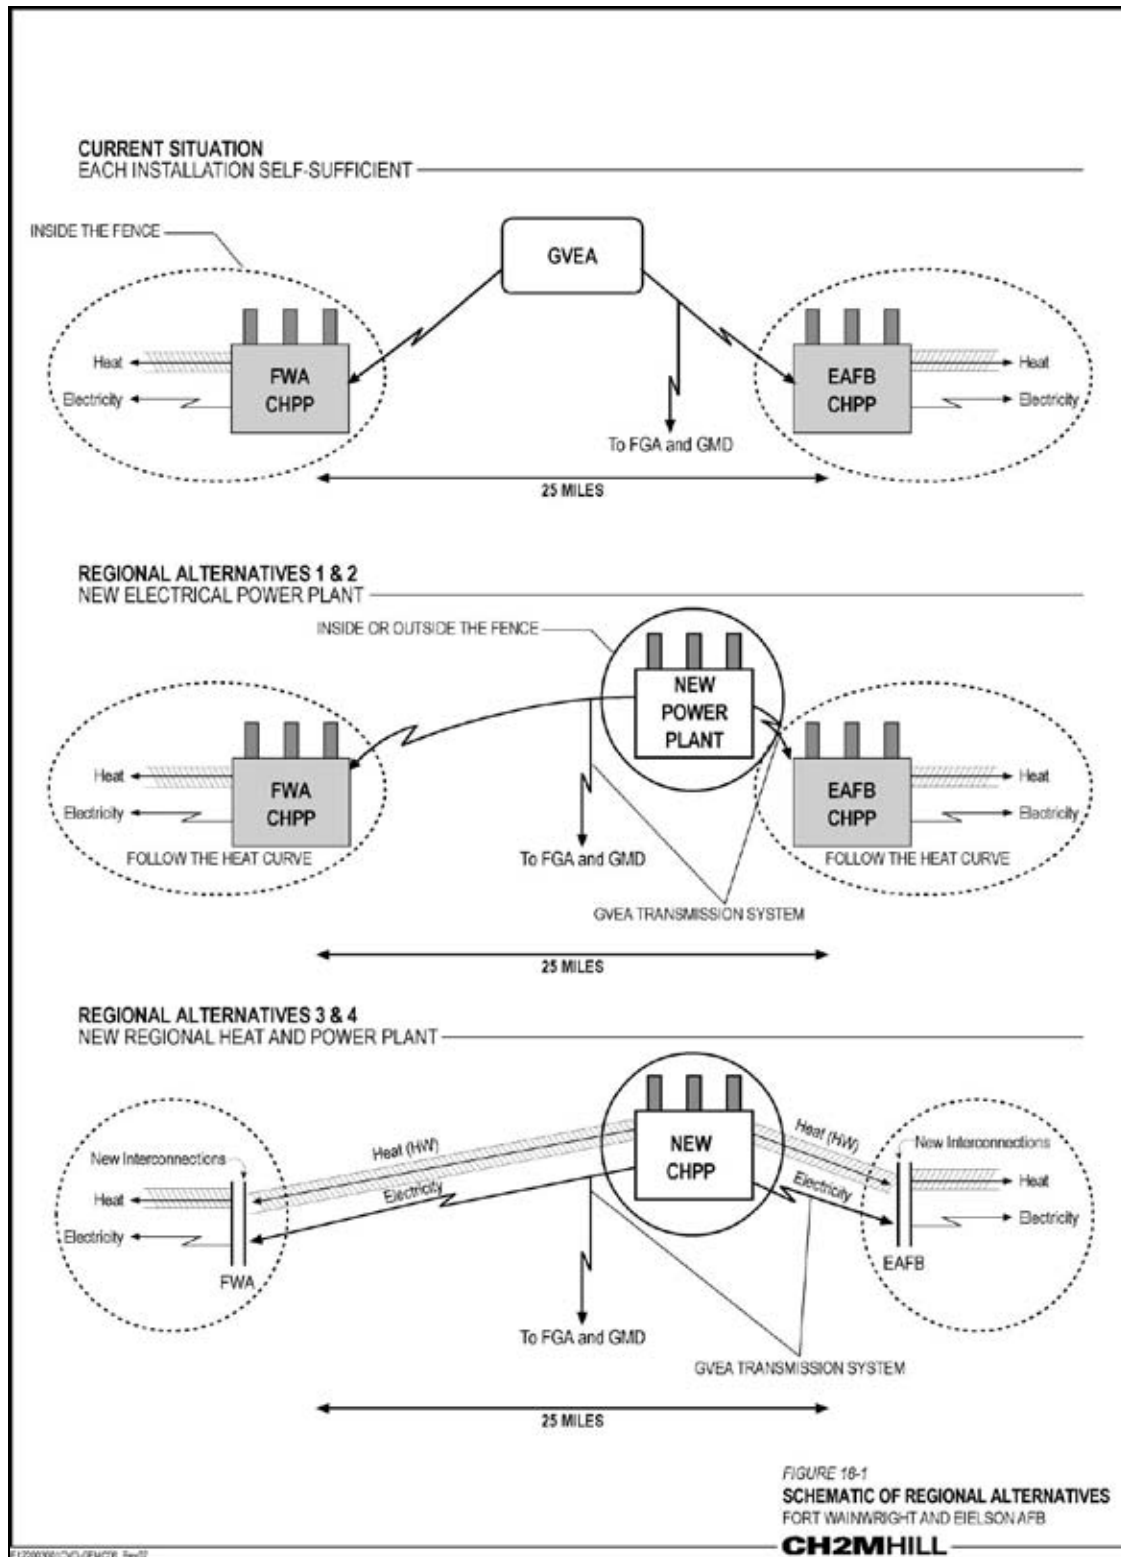 CURRENT SITUATION
EACH INSTALLATION SELF-SUFFICIENT
INSIDE THE FENCE
GVEA
FWA
CHPP
Heat
Electricity
EAFB
CHPP
Heat
Electricity
To FGA and GMD
25 MILES
REGIONAL ALTERNATIVES 1 & 2
NEW ELECTRICAL POWER PLANT
INSIDE OR OUTSIDE THE FENCE
NEW
POWER
PLANT
FWA
CHPP
Heat
Electricity
FOLLOW THE HEAT CURVE
EAFB
CHPP
Heat
Electricity
FOLLOW THE HEAT CURVE
To FGA and GMD
GVEA TRANSMISSION SYSTEM
25 MILES
REGIONAL ALTERNATIVES 3 & 4
NEW REGIONAL HEAT AND POWER PLANT
NEW
CHPP
Heat (HW)
Electricity
Heat (HW)
Electricity
New Interconnections
Heat
Electricity
FWA
New Interconnections
Heat
Electricity
EAFB
To FGA and GMD
GVEA TRANSMISSION SYSTEM
25 MILES
FIGURE 16-1
SCHEMATIC OF REGIONAL ALTERNATIVES
FORT WAINWRIGHT AND EIELSON AFB
CH2MHILL